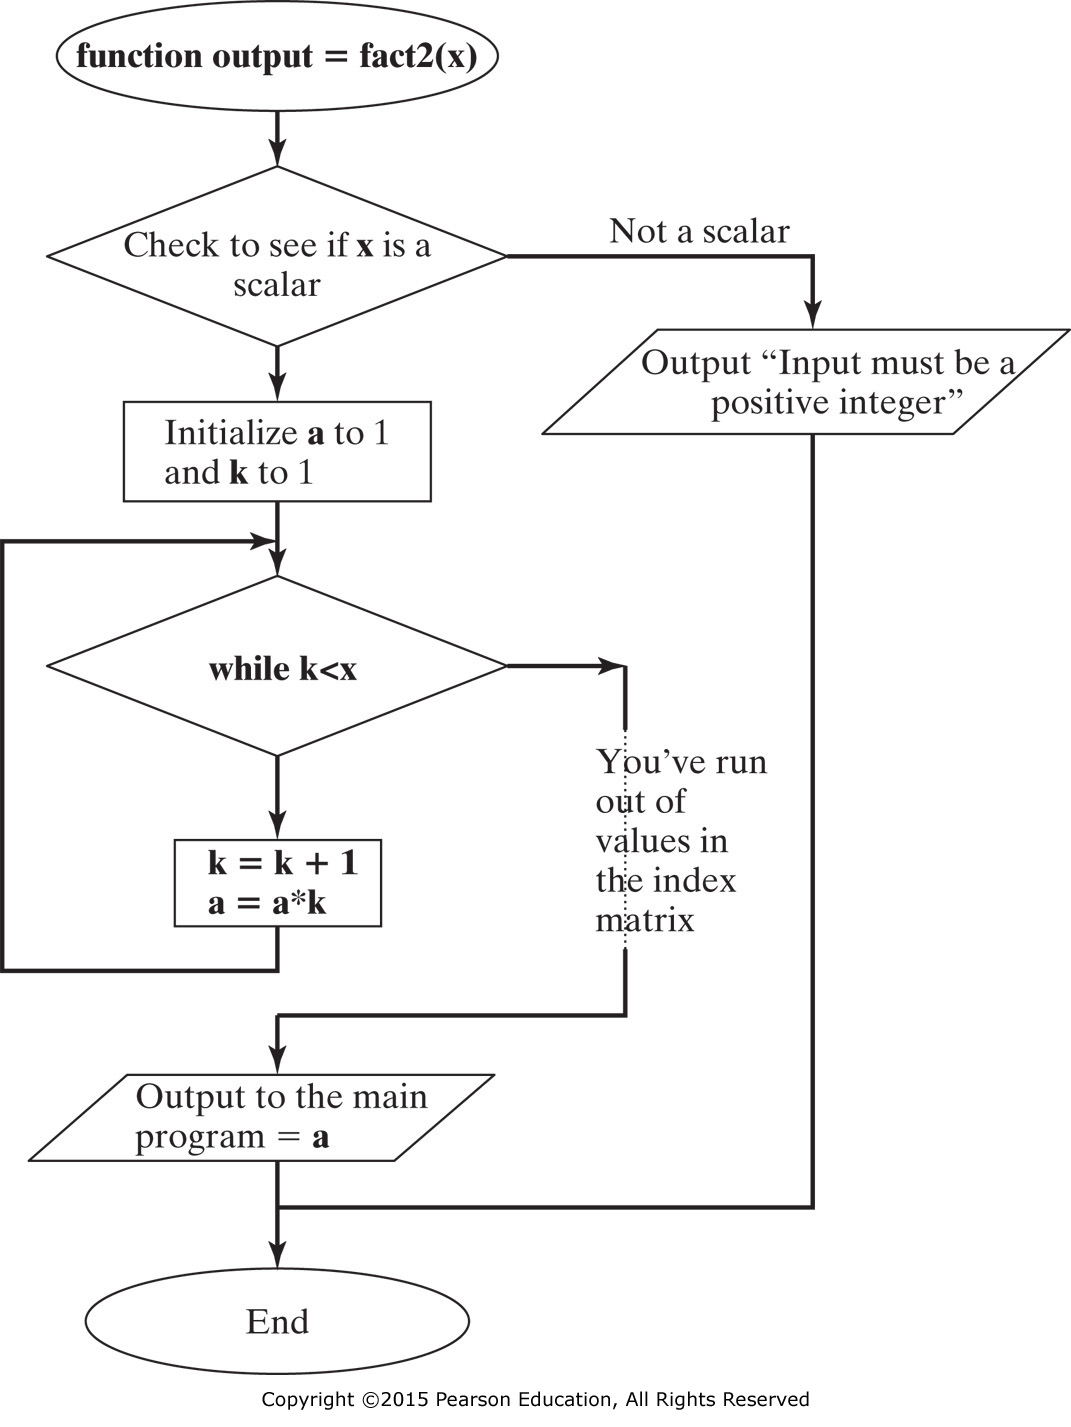 function output = fact2(x)
Check to see if x is a
scalar
Not a scalar
Output “Input must be a
positive integer”
Initialize a to 1
and k to 1
while k<x
You’ve run
out of
values in
the index
matrix
k = k + 1
a = a*k
Output to the main
program = a
End
Copyright ©2015 Pearson Education, All Rights Reserved